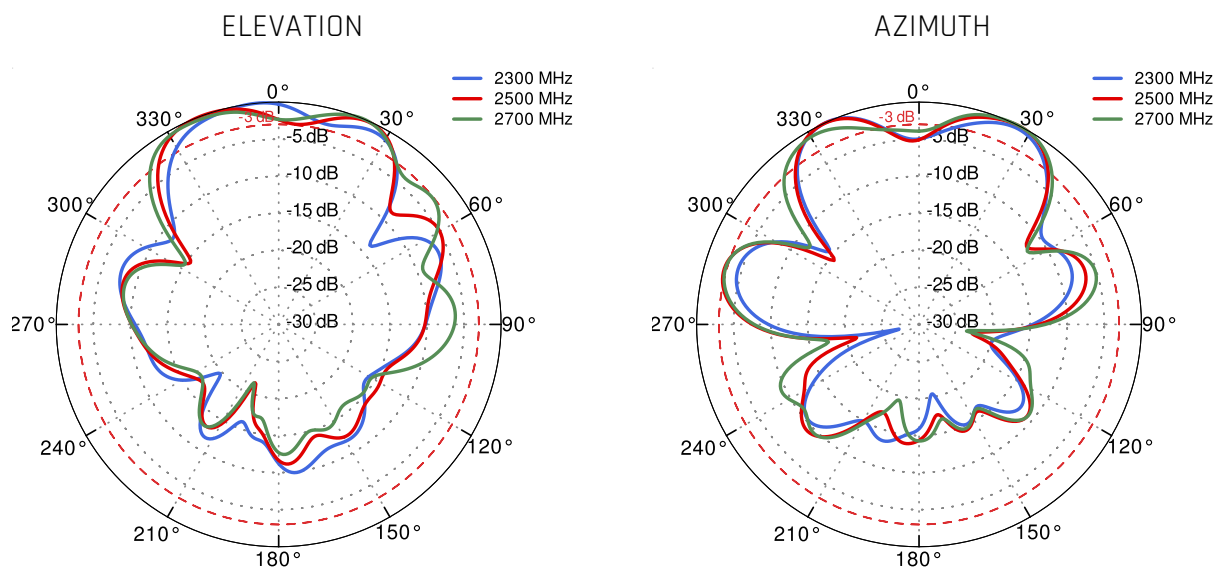 ELEVATION
2300 MHz
2500 MHz
2700 MHz
0°
30°
60°
90°
120°
150°
180°
210°
240°
270°
300°
330°
-3 dB
-5 dB
-10 dB
-15 dB
-20 dB
-25 dB
-30 dB
AZIMUTH
2300 MHz
2500 MHz
2700 MHz
0°
30°
60°
90°
120°
150°
180°
210°
240°
270°
300°
330°
-3 dB
-5 dB
-10 dB
-15 dB
-20 dB
-25 dB
-30 dB